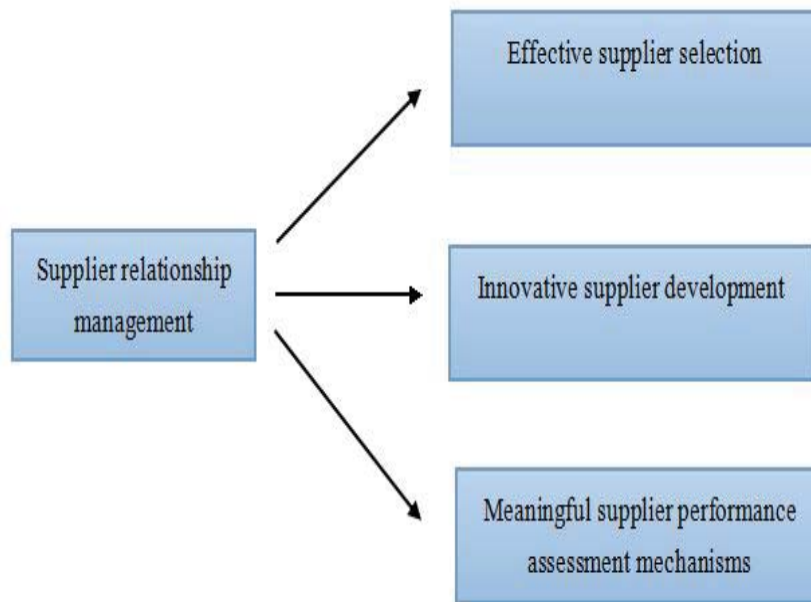 Effective supplier selection
Supplier relationship
management
Innovative supplier development
Meaningful supplier performance
assessment mechanisms